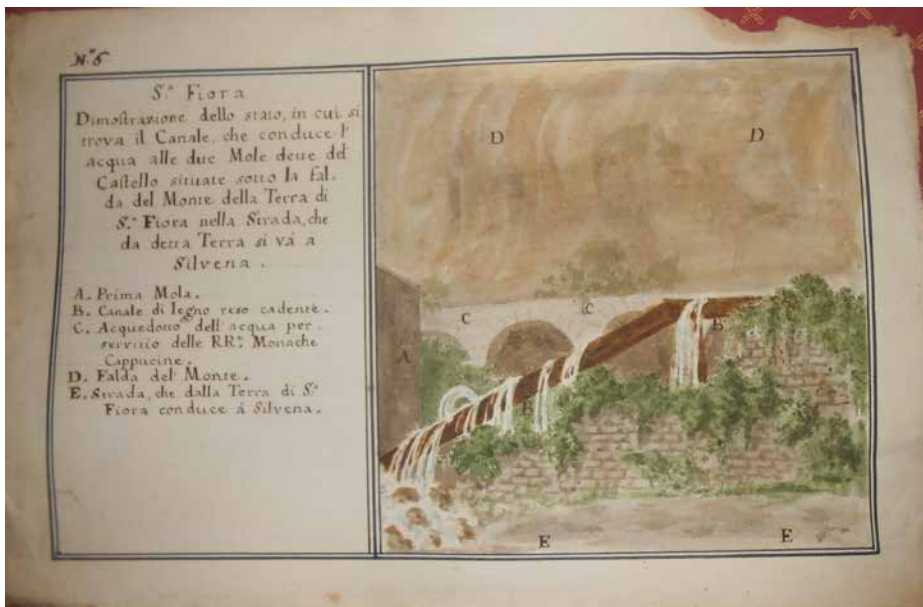 N.º 6
S.ª Fiora
Dimostrazione dello stato, in cui si
trova il Canale, che conduce l'
acqua alle due Mole dette del
Castello situate sotto la fal-
da del Monte della Terra di
S.ª Fiora nella Strada, che
da detta Terra si và a
Silvena.
A. Prima Mola.
B. Canale di legno reso cadente.
C. Acquedotto dell'acqua per
servitio delle RR.ᵉ Monache
Cappucine.
D. Falda del Monte.
E. Strada, che dalla Terra di S.ª
Fiora conduce á Silvena.
D
D
C
C
B
A
B
E
E